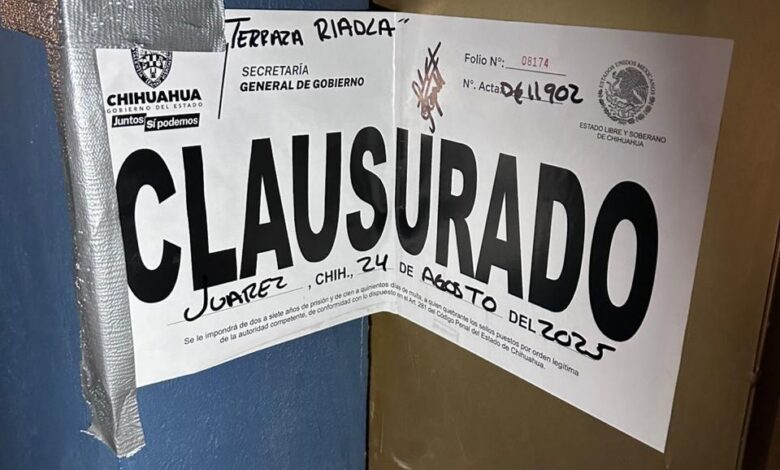 "TERRAZA RIADLA"
CHIHUAHUA
GOBIERNO DEL ESTADO
Juntos Sí podemos
SECRETARÍA
GENERAL DE GOBIERNO
Folio Nº: 08174
N°. Acta: DG11902
ESTADOS UNIDOS MEXICANOS
ESTADO LIBRE Y SOBERANO
DE CHIHUAHUA
CLAUSURADO
JUAREZ, CHIH., 24 DE AGOSTO DEL 2025
Se le impondrá de dos a siete años de prisión y de cien a quinientos días de multa, a quien quebrante los sellos puestos por orden legítima
de la autoridad competente, de conformidad con lo dispuesto en el Art. 281 del Código Penal del Estado de Chihuahua.